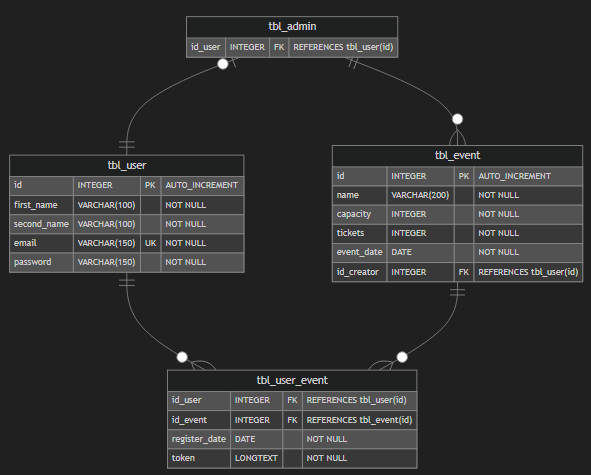 tbl_admin
id_user INTEGER FK REFERENCES tbl_user(id)
tbl_user
id INTEGER PK AUTO_INCREMENT
first_name VARCHAR(100) NOT NULL
second_name VARCHAR(100) NOT NULL
email VARCHAR(150) UK NOT NULL
password VARCHAR(150) NOT NULL
tbl_event
id INTEGER PK AUTO_INCREMENT
name VARCHAR(200) NOT NULL
capacity INTEGER NOT NULL
tickets INTEGER NOT NULL
event_date DATE NOT NULL
id_creator INTEGER FK REFERENCES tbl_user(id)
tbl_user_event
id_user INTEGER FK REFERENCES tbl_user(id)
id_event INTEGER FK REFERENCES tbl_event(id)
register_date DATE NOT NULL
token LONGTEXT NOT NULL